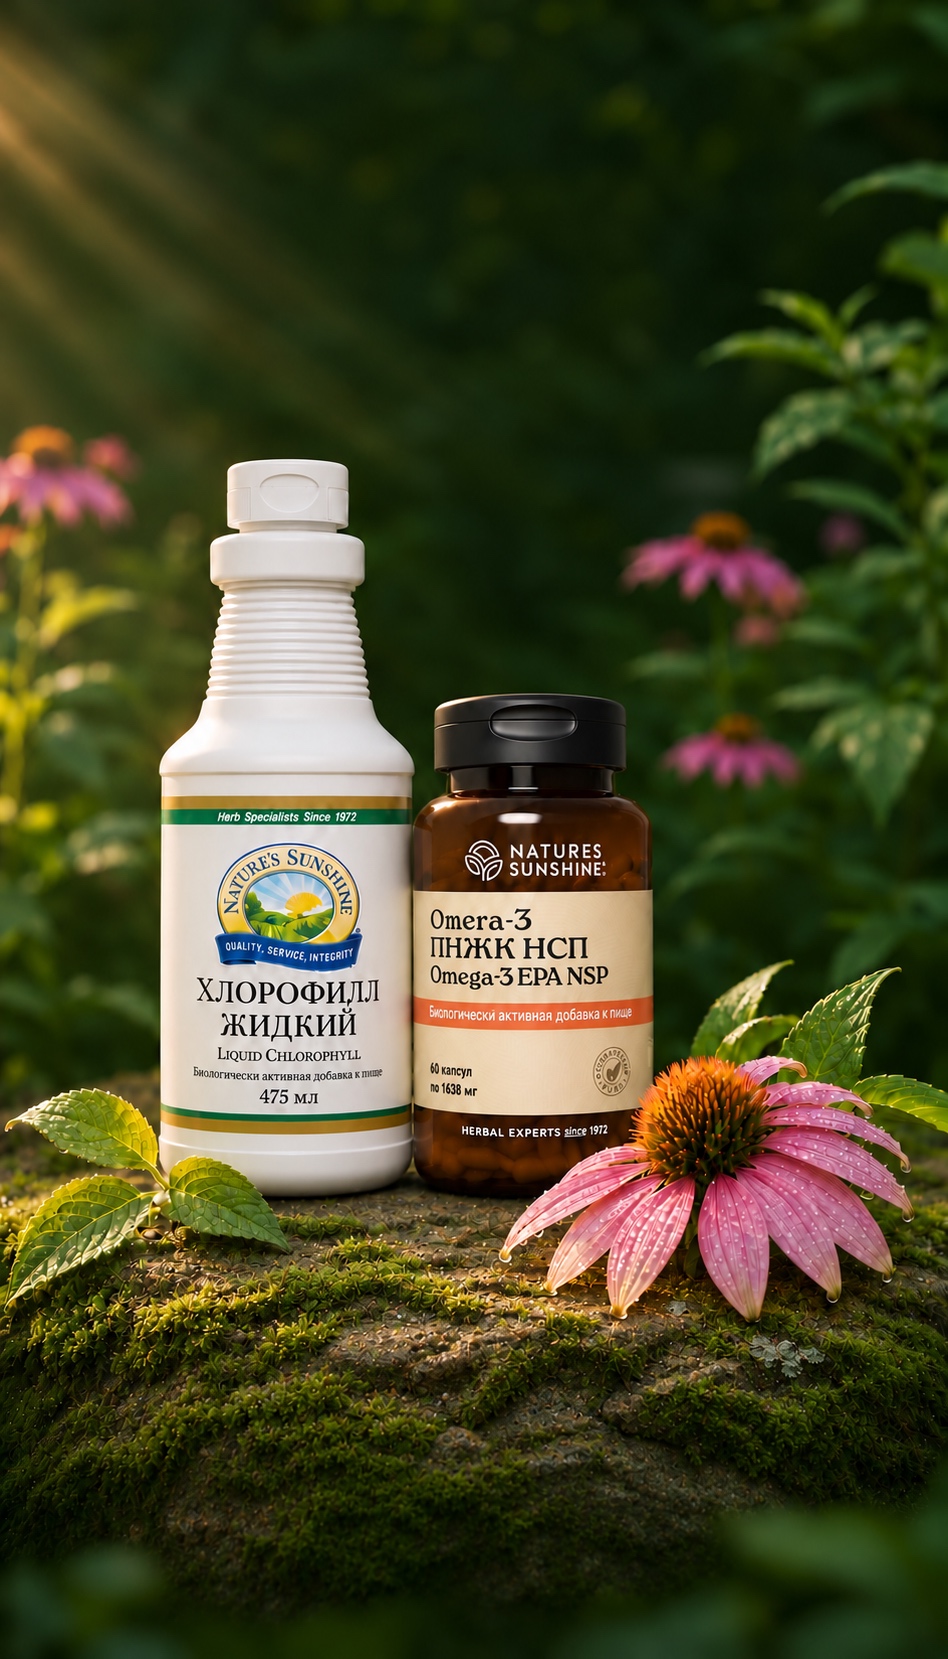 Herb Specialists Since 1972
NATURE'S SUNSHINE
QUALITY, SERVICE, INTEGRITY
ХЛОРОФИЛЛ
ЖИДКИЙ
LIQUID CHLOROPHYLL
Биологически активная добавка к пище
475 мл
NATURES
SUNSHINE
Омега-3
ПНЖК НСП
Omega-3 EPA NSP
Биологически активная добавка к пище
60 капсул
по 1638 мг
HERBAL EXPERTS since 1972